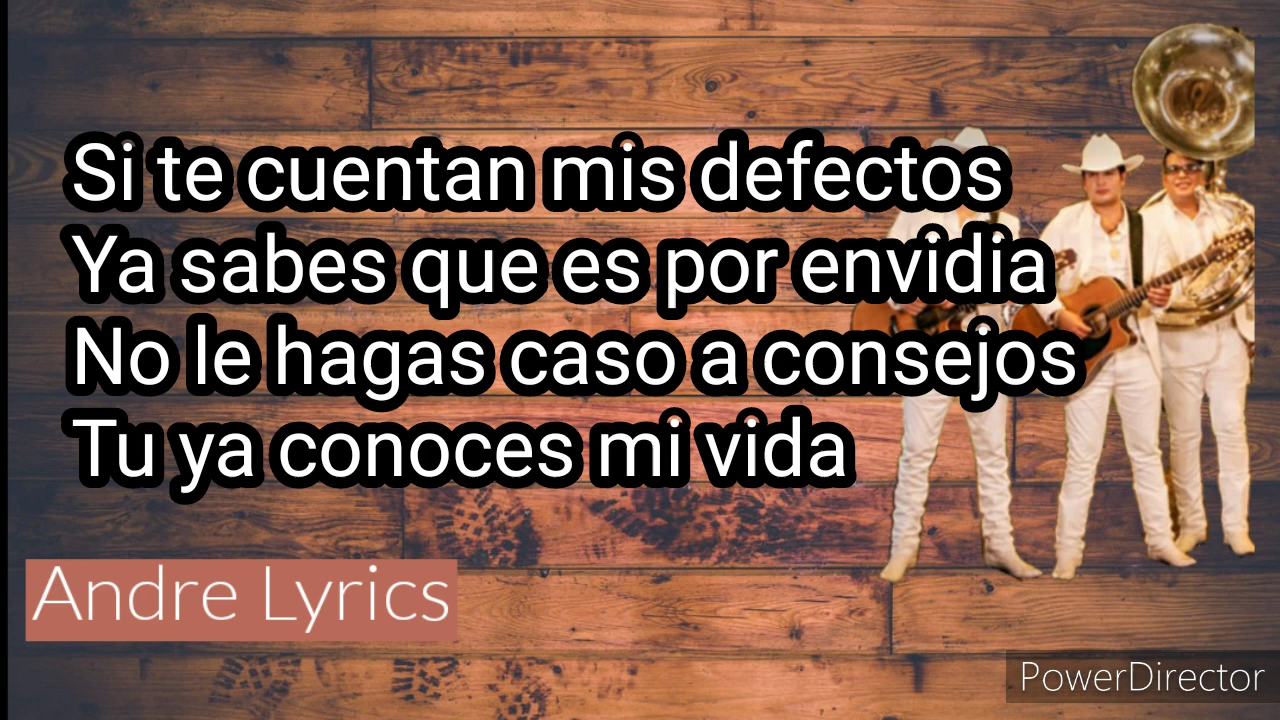 Si te cuentan mis defectos
Ya sabes que es por envidia
No le hagas caso a consejos
Tu ya conoces mi vida
Andre Lyrics
PowerDirector